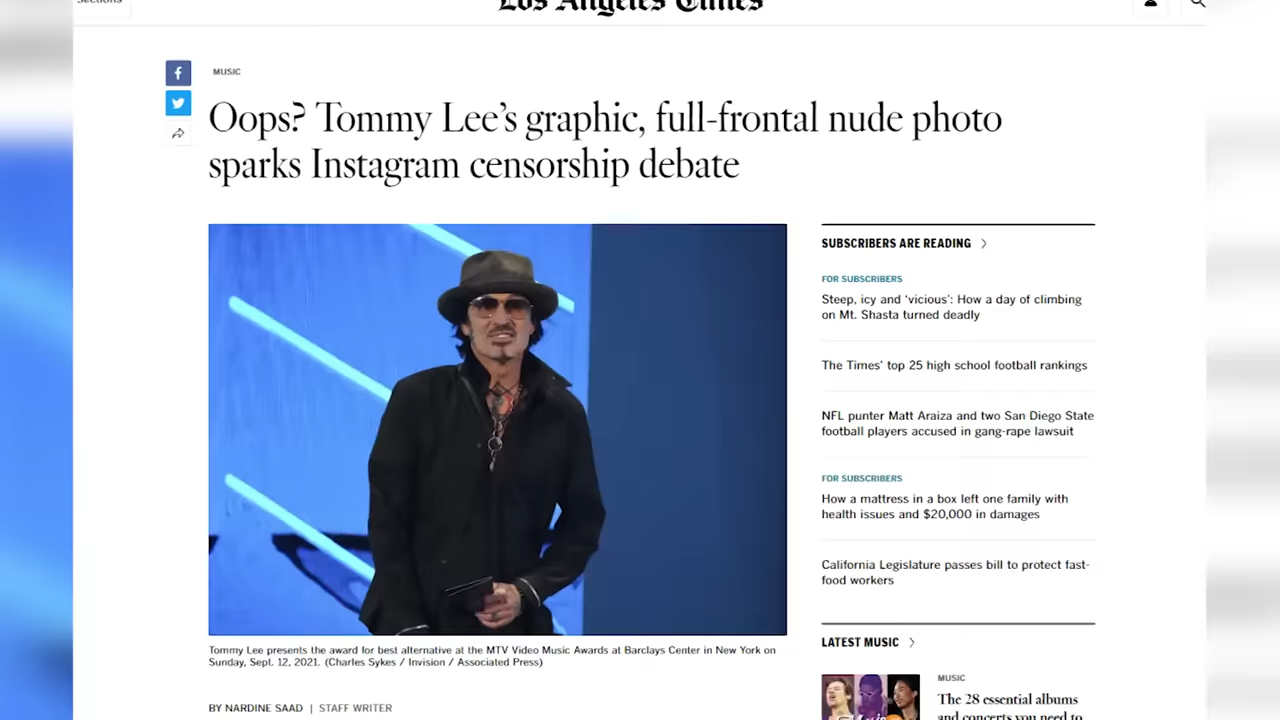 Sections
Los Angeles Times
MUSIC
Oops? Tommy Lee's graphic, full-frontal nude photo
sparks Instagram censorship debate
Tommy Lee presents the award for best alternative at the MTV Video Music Awards at Barclays Center in New York on
Sunday, Sept. 12, 2021. (Charles Sykes / Invision / Associated Press)
BY NARDINE SAAD | STAFF WRITER
SUBSCRIBERS ARE READING
FOR SUBSCRIBERS
Steep, icy and ‘vicious’: How a day of climbing
on Mt. Shasta turned deadly
The Times’ top 25 high school football rankings
NFL punter Matt Araiza and two San Diego State
football players accused in gang-rape lawsuit
FOR SUBSCRIBERS
How a mattress in a box left one family with
health issues and $20,000 in damages
California Legislature passes bill to protect fast-
food workers
LATEST MUSIC
MUSIC
The 28 essential albums
and concerts you need to